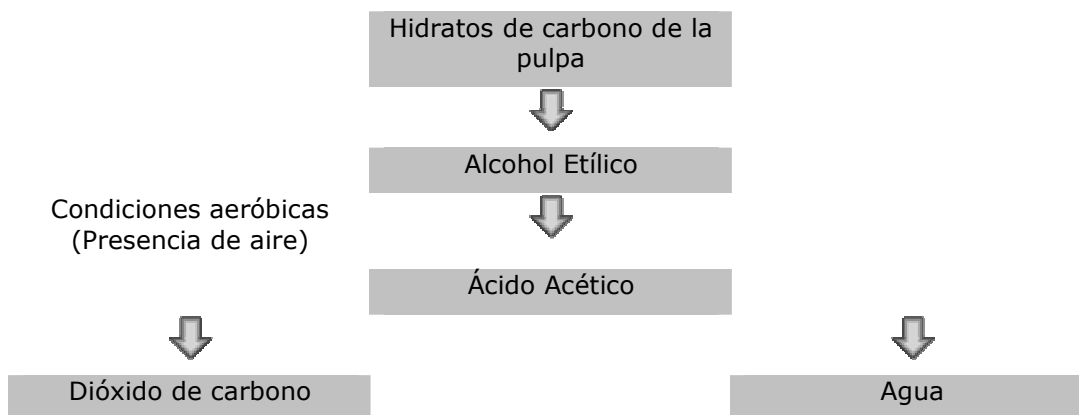 Hidratos de carbono de la
pulpa
Alcohol Etílico
Condiciones aeróbicas
(Presencia de aire)
Ácido Acético
Dióxido de carbono
Agua